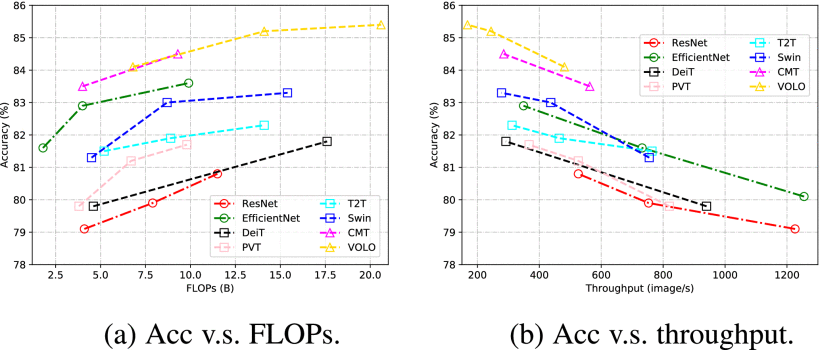 86
85
84
83
82
81
80
79
78
Accuracy (%)
2.5 5.0 7.5 10.0 12.5 15.0 17.5 20.0
FLOPs (B)
ResNet
EfficientNet
DeiT
PVT
T2T
Swin
CMT
VOLO
(a) Acc v.s. FLOPs.
86
85
84
83
82
81
80
79
78
Accuracy (%)
200 400 600 800 1000 1200
Throughput (image/s)
ResNet
EfficientNet
DeiT
PVT
T2T
Swin
CMT
VOLO
(b) Acc v.s. throughput.